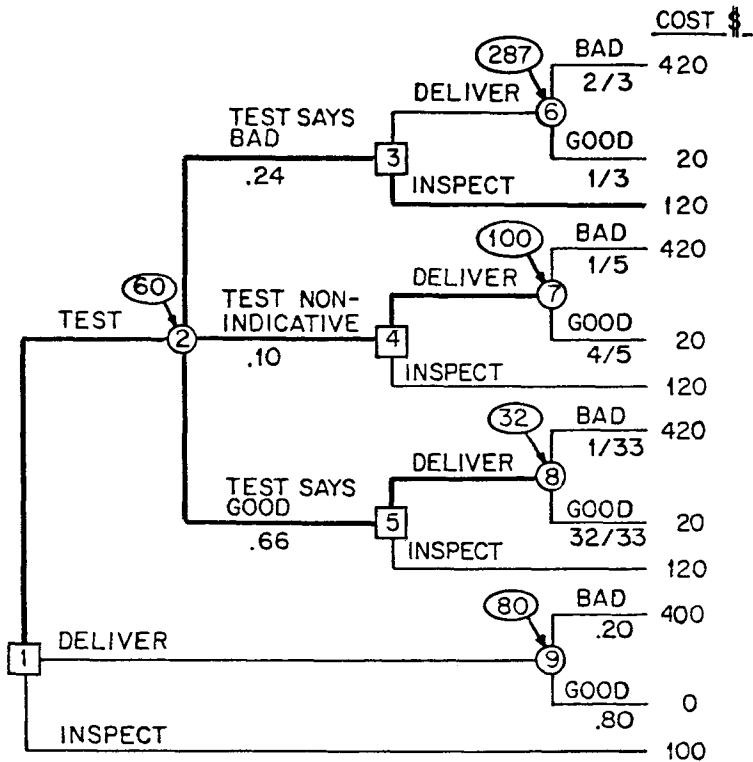 COST $
287
BAD
420
2/3
DELIVER
6
TEST SAYS
BAD
.24
3
GOOD
20
1/3
INSPECT
120
100
BAD
420
1/5
DELIVER
7
60
TEST NON-
INDICATIVE
.10
TEST
2
4
GOOD
20
4/5
INSPECT
120
32
BAD
420
1/33
DELIVER
8
TEST SAYS
GOOD
.66
5
GOOD
20
32/33
INSPECT
120
80
BAD
400
.20
DELIVER
1
9
GOOD
0
.80
INSPECT
100